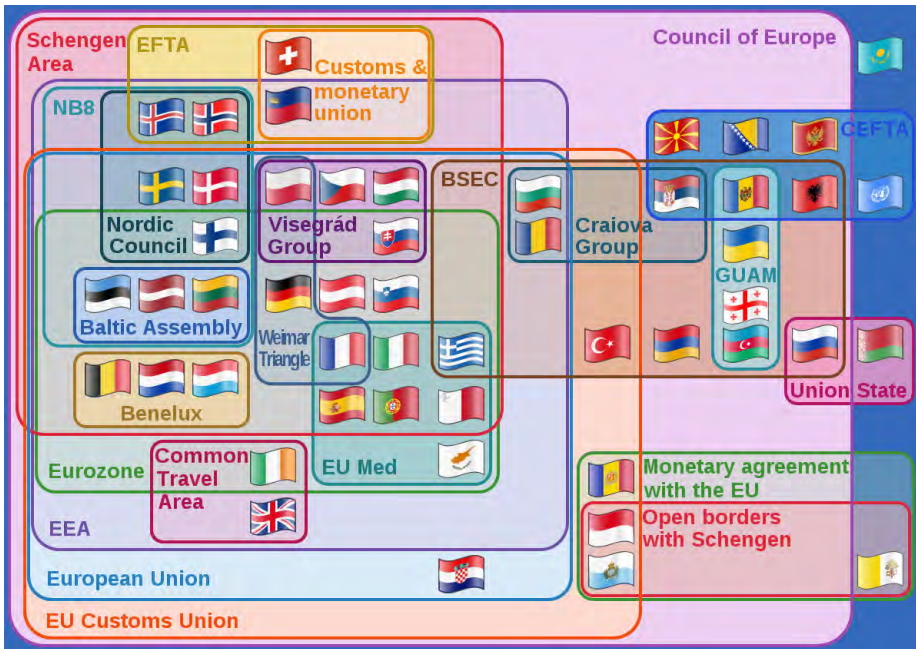 Schengen
Area
EFTA
Council of Europe
Customs &
monetary
union
NB8
CEFTA
BSEC
Nordic
Council
Visegrád
Group
Craiova
Group
GUAM
Baltic Assembly
Weimar
Triangle
Union State
Benelux
Common
Travel
Area
EU Med
Eurozone
Monetary agreement
with the EU
Open borders
with Schengen
EEA
European Union
EU Customs Union